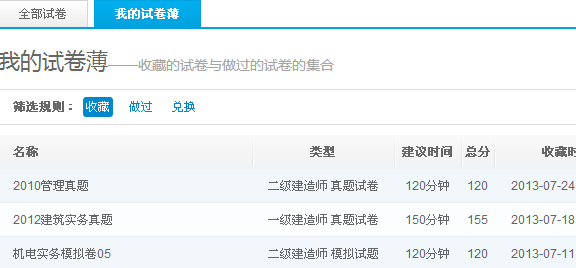 全部试卷 我的试卷薄
我的试卷薄——收藏的试卷与做过的试卷的集合
筛选规则： 收藏 做过 兑换
名称 类型 建议时间 总分 收藏时
2010管理真题 二级建造师 真题试卷 120分钟 120 2013-07-24
2012建筑实务真题 一级建造师 真题试卷 150分钟 155 2013-07-18
机电实务模拟卷05 二级建造师 模拟试题 120分钟 120 2013-07-11